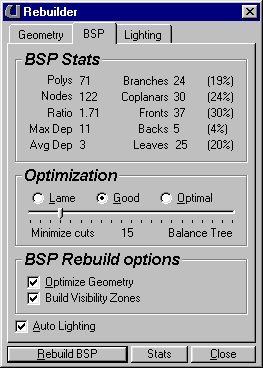 Rebuilder
Geometry BSP Lighting
BSP Stats
Polys 71 Branches 24 (19%)
Nodes 122 Coplanars 30 (24%)
Ratio 1.71 Fronts 37 (30%)
Max Dep 11 Backs 5 (4%)
Avg Dep 3 Leaves 25 (20%)
Optimization
Lame Good Optimal
Minimize cuts 15 Balance Tree
BSP Rebuild options
Optimize Geometry
Build Visibility Zones
Auto Lighting
Rebuild BSP Stats Close